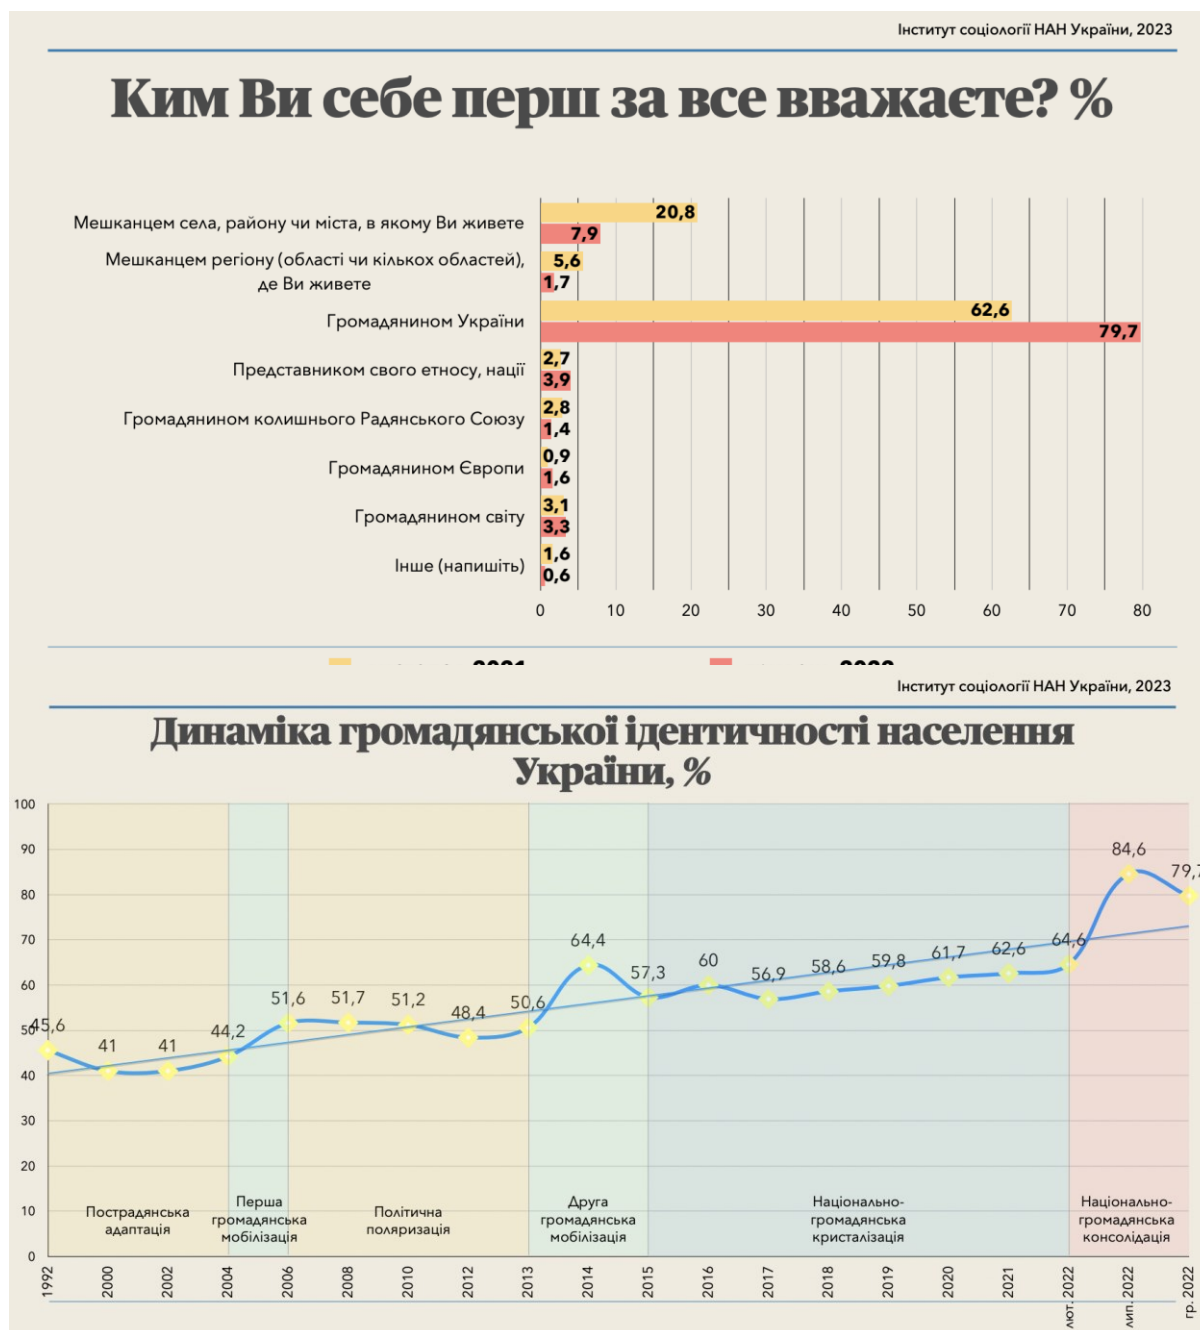 Інститут соціології НАН України, 2023
Ким Ви себе перш за все вважаєте? %
Мешканцем села, району чи міста, в якому Ви живете
20,8
7,9
Мешканцем регіону (області чи кількох областей),
де Ви живете
5,6
1,7
Громадянином України
62,6
79,7
Представником свого етносу, нації
2,7
3,9
Громадянином колишнього Радянського Союзу
2,8
1,4
Громадянином Європи
0,9
1,6
Громадянином світу
3,1
3,3
Інше (напишіть)
1,6
0,6
0 10 20 30 40 50 60 70 80
2021 2022
Інститут соціології НАН України, 2023
Динаміка громадянської ідентичності населення
України, %
100
90
80
70
60
50
40
30
20
10
0
45,6 41 41 44,2 51,6 51,7 51,2 48,4 50,6 64,4 57,3 60 56,9 58,6 59,8 61,7 62,6 64,6 84,6 79,7
Пострадянська
адаптація
Перша
громадянська
мобілізація
Політична
поляризація
Друга
громадянська
мобілізація
Національно-
громадянська
кристалізація
Національно-
громадянська
консолідація
1992 2000 2002 2004 2006 2008 2010 2012 2013 2014 2015 2016 2017 2018 2019 2020 2021 лют. 2022 лип. 2022 гр. 2022